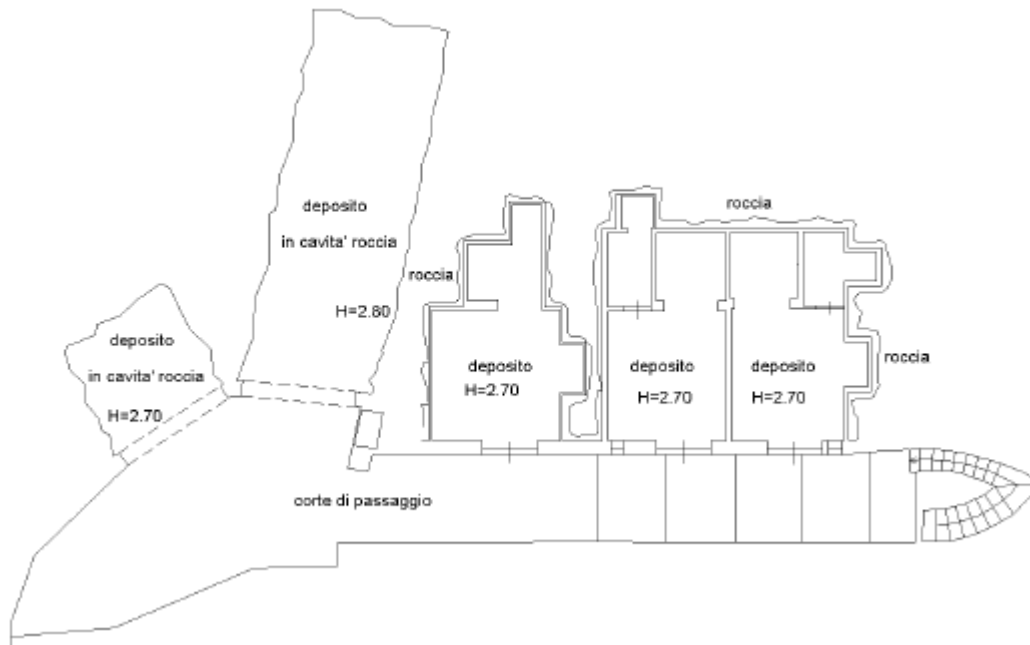 deposito
in cavita' roccia
H=2.80
deposito
in cavita' roccia
H=2.70
roccia
deposito
H=2.70
roccia
deposito
H=2.70
deposito
H=2.70
roccia
corte di passaggio